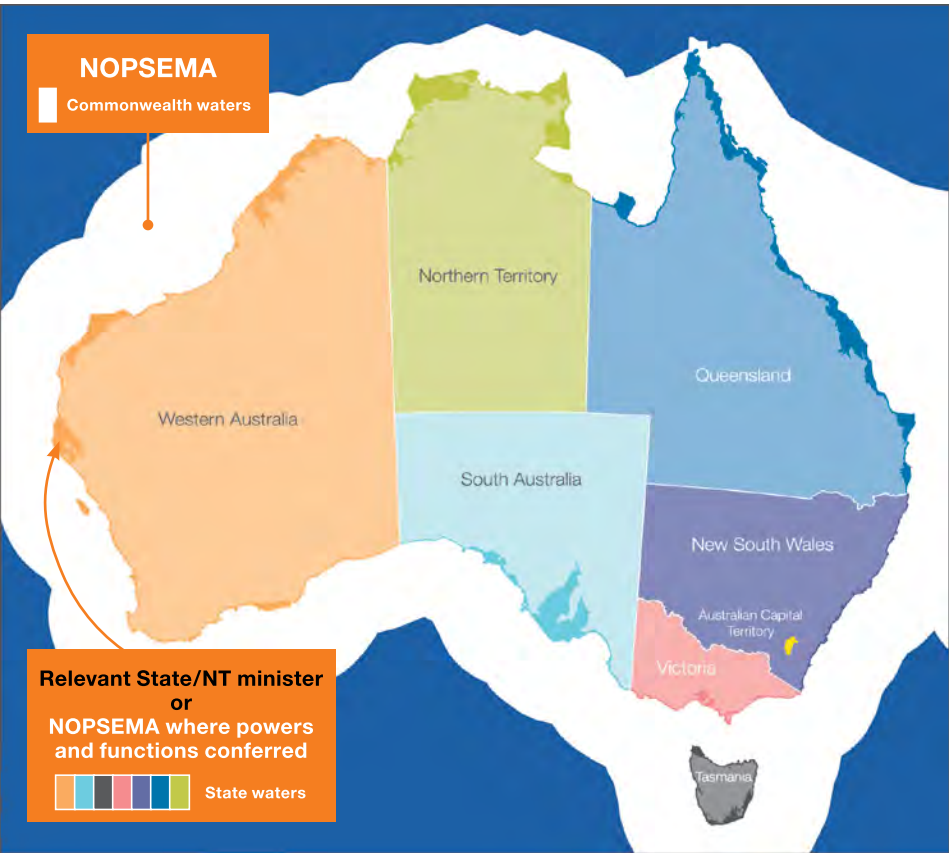 NOPSEMA
Commonwealth waters
Northern Territory
Queensland
Western Australia
South Australia
New South Wales
Australian Capital
Territory
Victoria
Relevant State/NT minister
or
NOPSEMA where powers
and functions conferred
State waters
Tasmania